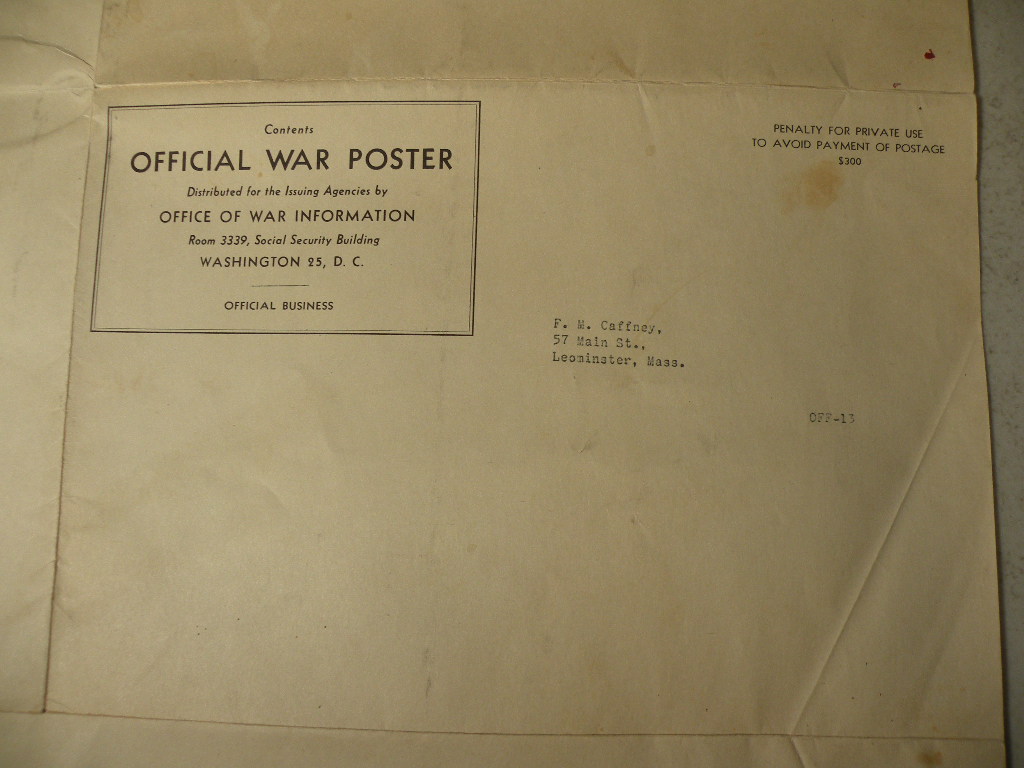 Contents
OFFICIAL WAR POSTER
Distributed for the Issuing Agencies by
OFFICE OF WAR INFORMATION
Room 3339, Social Security Building
WASHINGTON 25, D. C.
OFFICIAL BUSINESS
PENALTY FOR PRIVATE USE
TO AVOID PAYMENT OF POSTAGE
$300
F. M. Caffney,
57 Main St.,
Leominster, Mass.
OFF-13